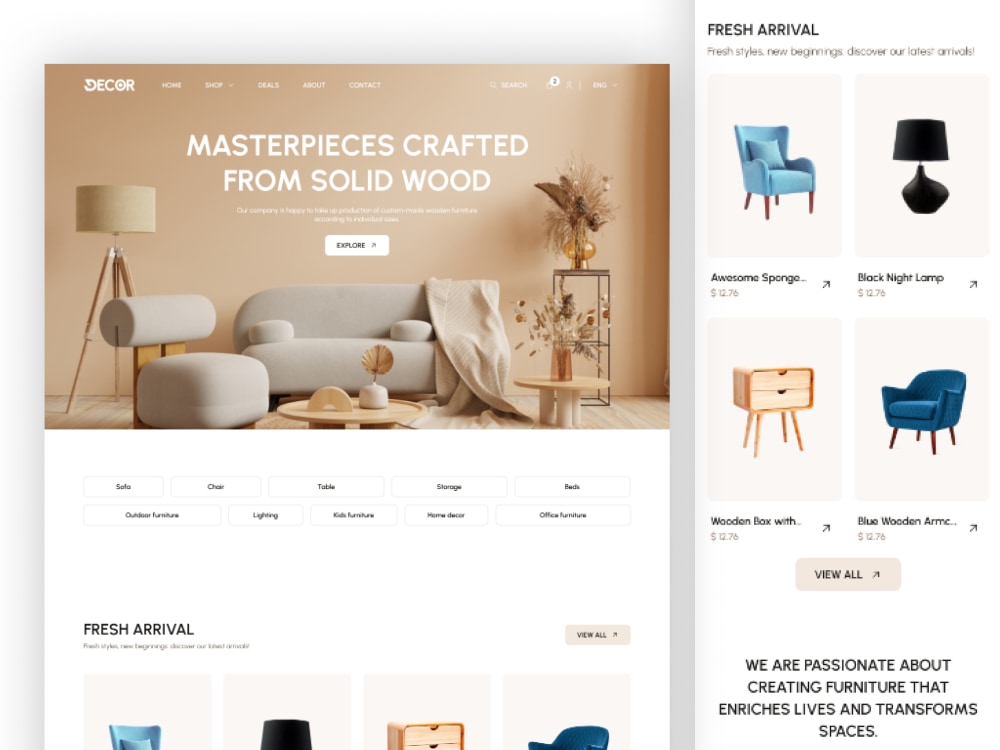 DECOR
HOME
SHOP
DEALS
ABOUT
CONTACT
SEARCH
2
ENG
MASTERPIECES CRAFTED
FROM SOLID WOOD
Our company is happy to take up production of custom-made wooden furniture
according to individual sizes.
EXPLORE
Sofa
Chair
Table
Storage
Beds
Outdoor furniture
Lighting
Kids furniture
Home decor
Office furniture
FRESH ARRIVAL
Fresh styles, new beginnings: discover our latest arrivals!
VIEW ALL
FRESH ARRIVAL
Fresh styles, new beginnings: discover our latest arrivals!
Awesome Sponge...
$ 12.76
Black Night Lamp
$ 12.76
Wooden Box with...
$ 12.76
Blue Wooden Armc...
$ 12.76
VIEW ALL
WE ARE PASSIONATE ABOUT
CREATING FURNITURE THAT
ENRICHES LIVES AND TRANSFORMS
SPACES.